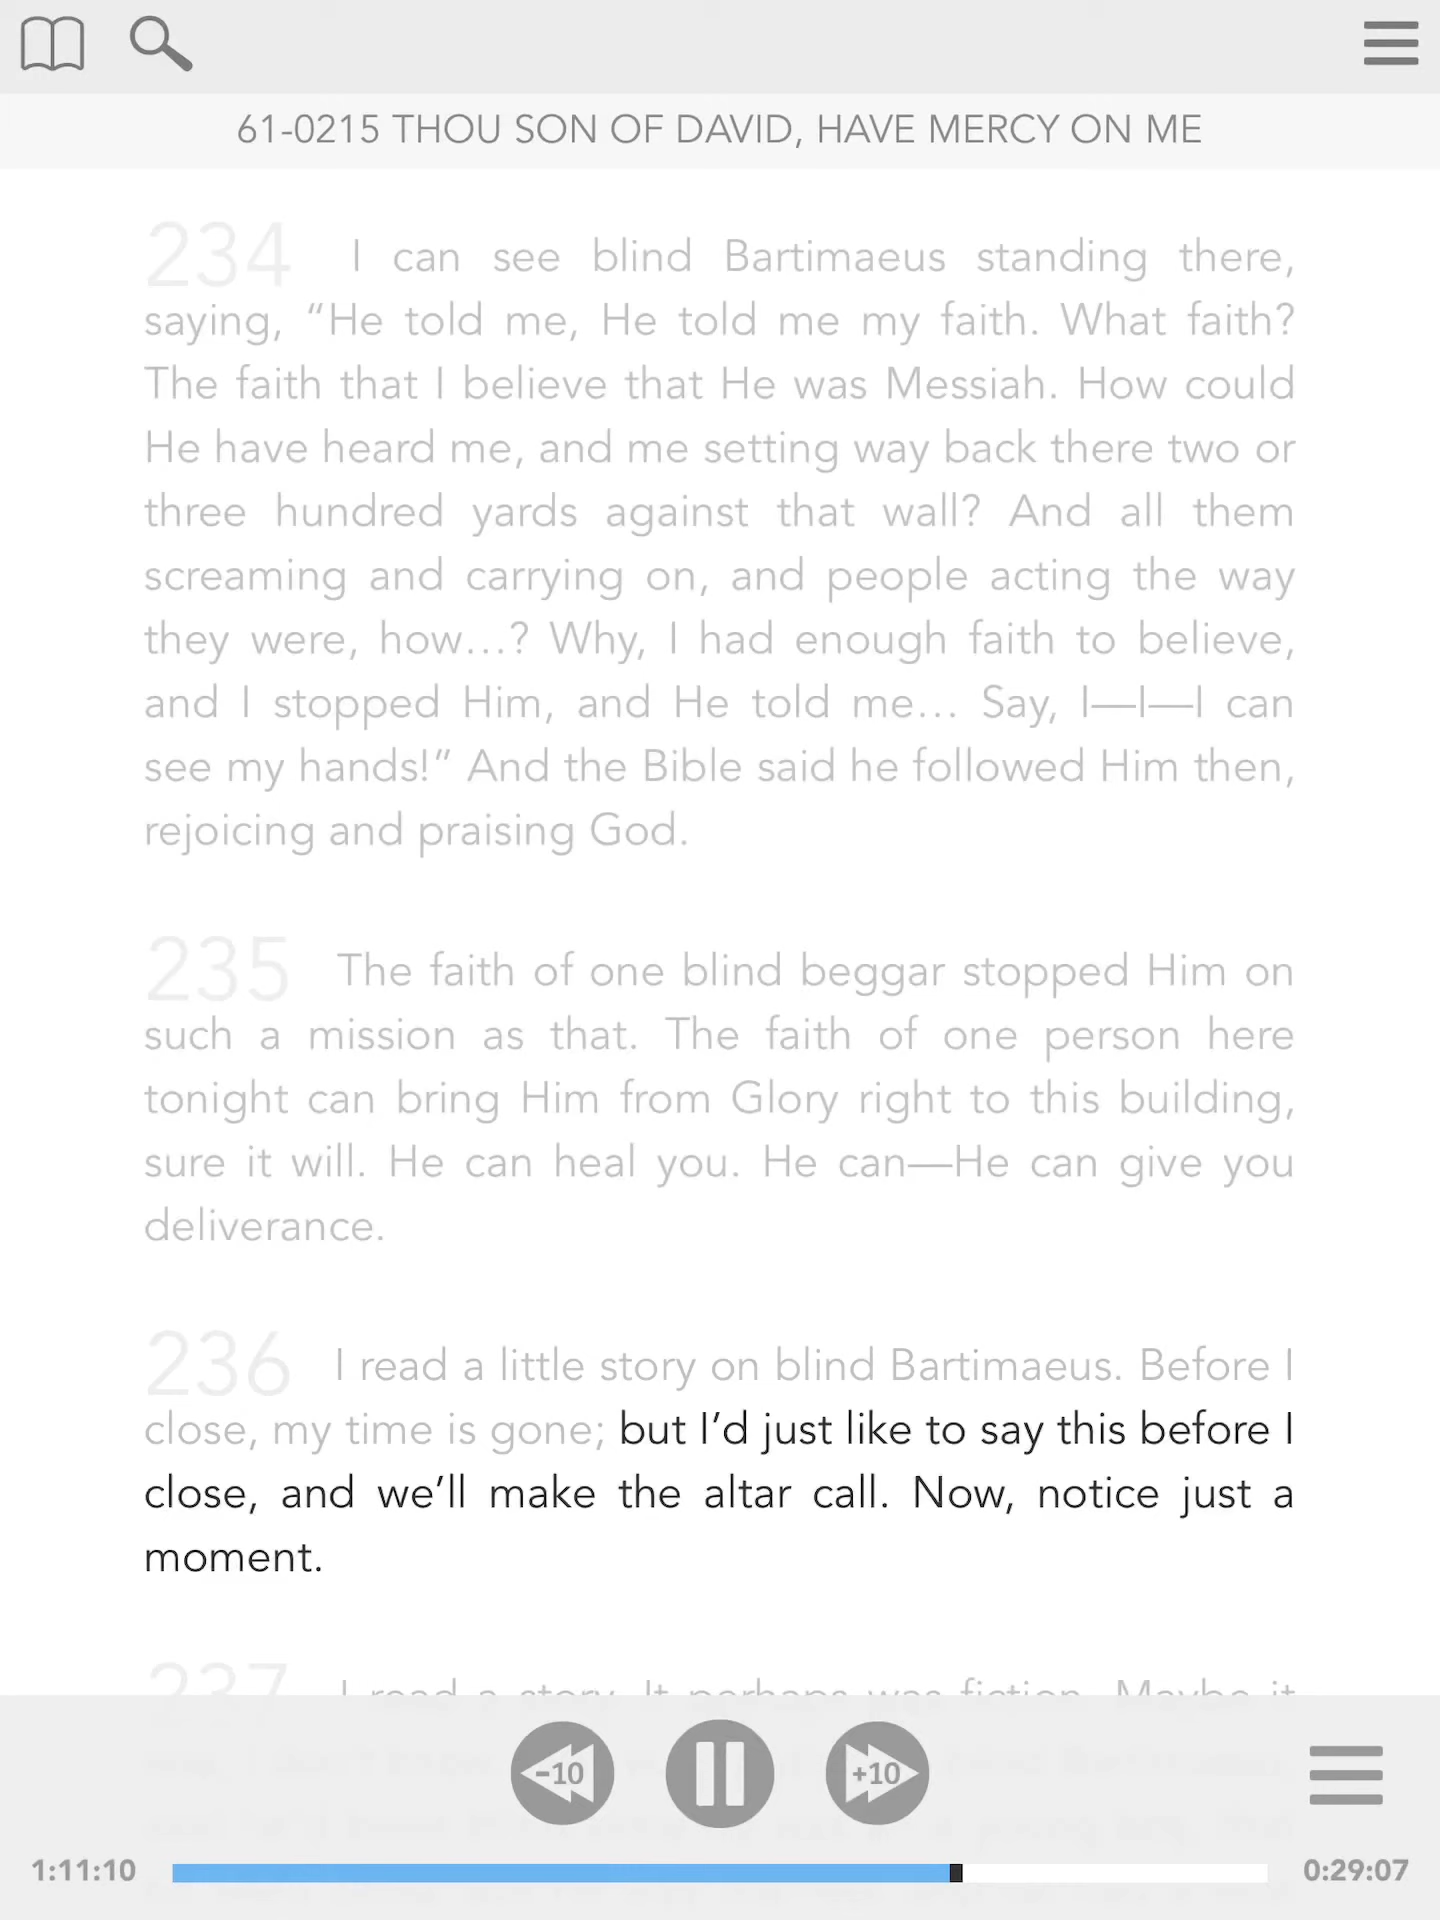 61-0215 THOU SON OF DAVID, HAVE MERCY ON ME
234 I can see blind Bartimaeus standing there,
saying, “He told me, He told me my faith. What faith?
The faith that I believe that He was Messiah. How could
He have heard me, and me setting way back there two or
three hundred yards against that wall? And all them
screaming and carrying on, and people acting the way
they were, how…? Why, I had enough faith to believe,
and I stopped Him, and He told me… Say, I—I—I can
see my hands!” And the Bible said he followed Him then,
rejoicing and praising God.
235 The faith of one blind beggar stopped Him on
such a mission as that. The faith of one person here
tonight can bring Him from Glory right to this building,
sure it will. He can heal you. He can—He can give you
deliverance.
236 I read a little story on blind Bartimaeus. Before I
close, my time is gone; but I’d just like to say this before I
close, and we’ll make the altar call. Now, notice just a
moment.
237 I read a story. It perhaps was fiction. Maybe it
-10 +10
1:11:10 0:29:07